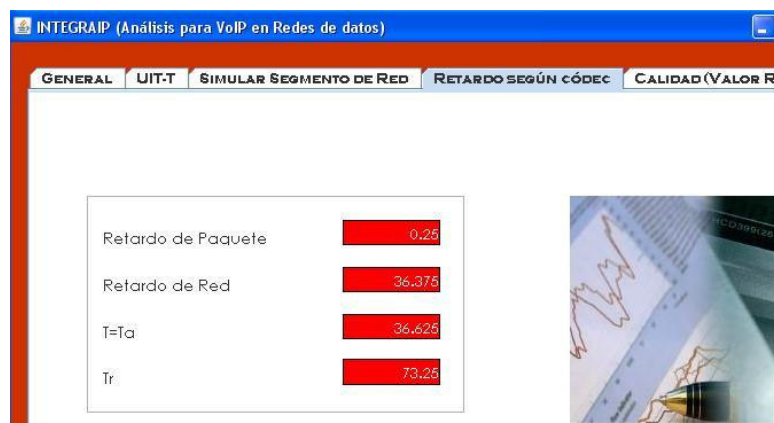 INTEGRAIP (Análisis para VoIP en Redes de datos)
GENERAL UIT-T SIMULAR SEGMENTO DE RED RETARDO SEGÚN CÓDEC CALIDAD (VALOR R
Retardo de Paquete 0.25
Retardo de Red 36.375
T=Ta 36.625
Tr 73.25